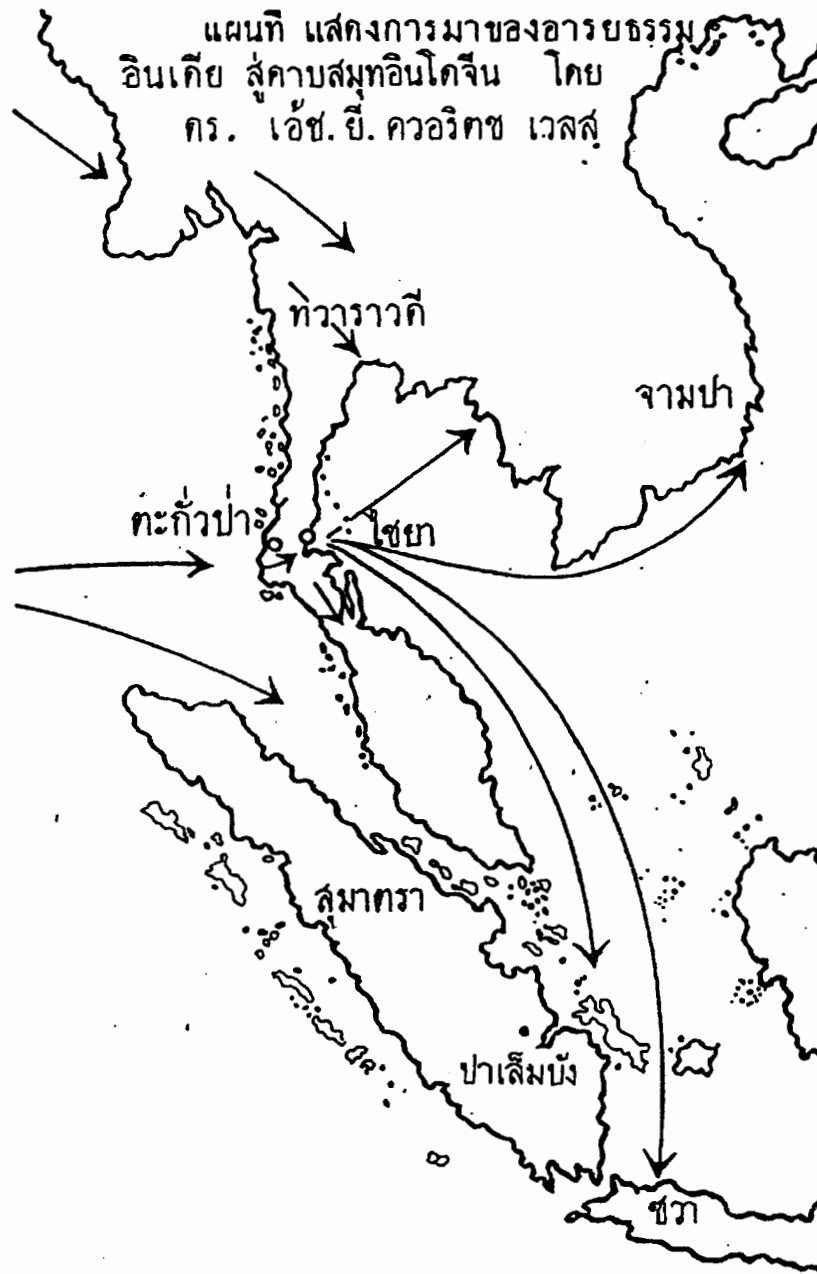 แผนที่ แสดงการมาของอารยธรรม
อินเดีย สู่คาบสมุทอินโดจีน โดย
ดร. เอ้ช. ยี. ควอริตช เวลส์
ทวาราวดี
จามปา
ตะกั่วป่า
ไชยา
สุมาตรา
ปาเล็มบัง
ชวา